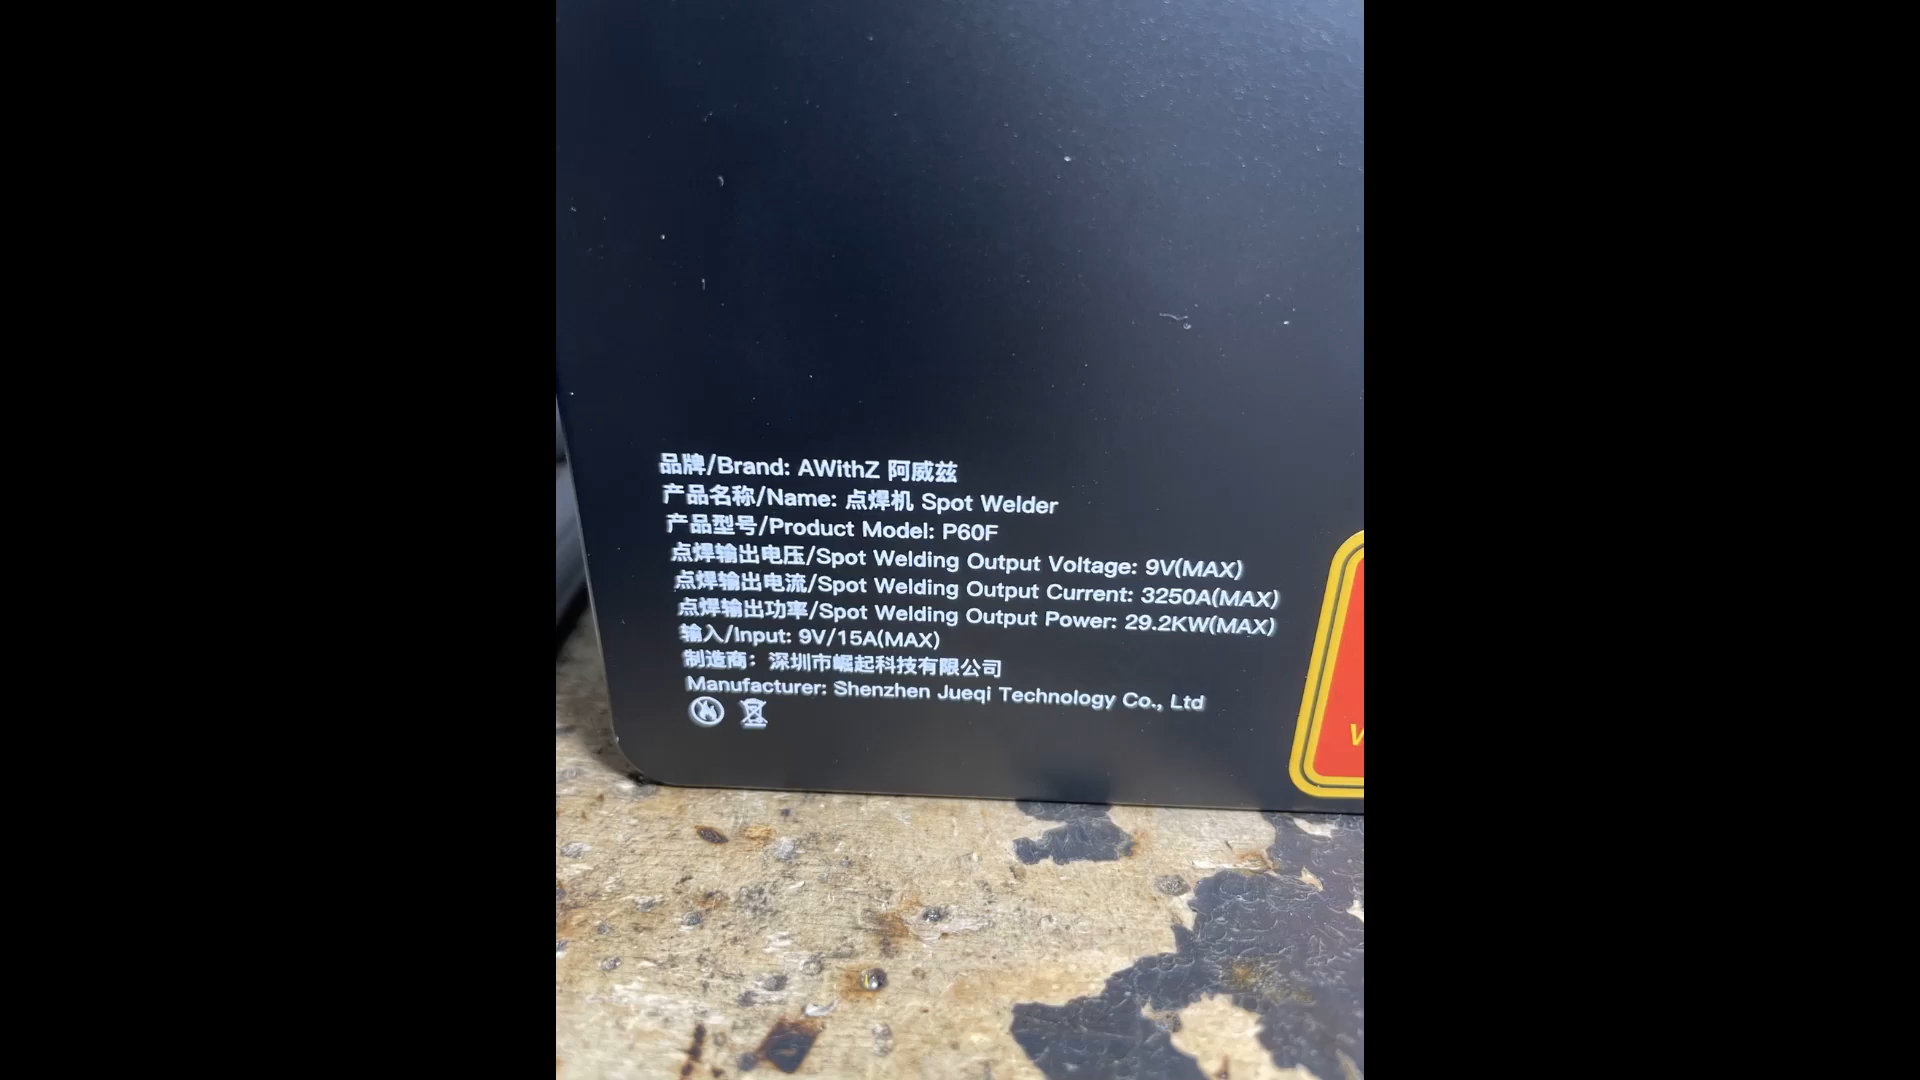 品牌/Brand: AWithZ 阿威兹
产品名称/Name: 点焊机 Spot Welder
产品型号/Product Model: P60F
点焊输出电压/Spot Welding Output Voltage: 9V(MAX)
点焊输出电流/Spot Welding Output Current: 3250A(MAX)
点焊输出功率/Spot Welding Output Power: 29.2KW(MAX)
输入/Input: 9V/15A(MAX)
制造商：深圳市崛起科技有限公司
Manufacturer: Shenzhen Jueqi Technology Co., Ltd